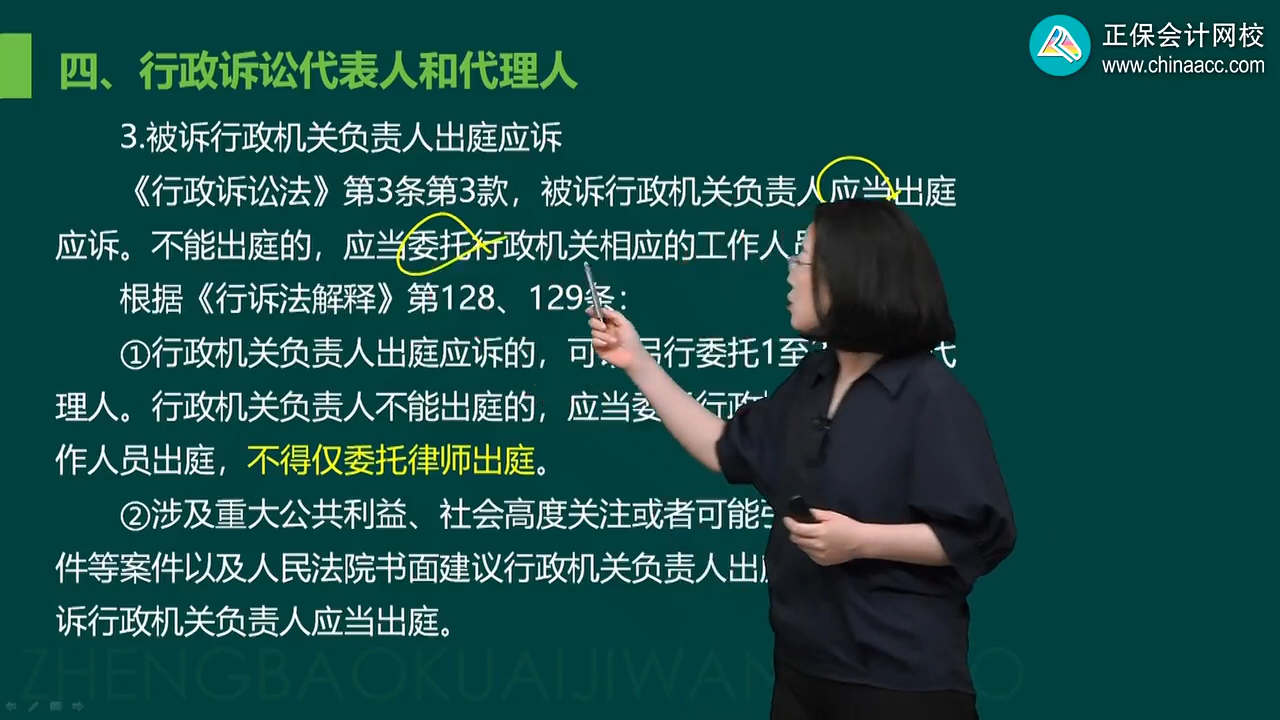 正保会计网校
www.chinaacc.com
四、行政诉讼代表人和代理人
3.被诉行政机关负责人出庭应诉
《行政诉讼法》第3条第3款，被诉行政机关负责人应当出庭
应诉。不能出庭的，应当委托行政机关相应的工作人
根据《行诉法解释》第128、129条：
①行政机关负责人出庭应诉的，可 另行委托1至 代
理人。行政机关负责人不能出庭的，应当委 行政
作人员出庭，不得仅委托律师出庭。
②涉及重大公共利益、社会高度关注或者可能
件等案件以及人民法院书面建议行政机关负责人出
诉行政机关负责人应当出庭。
ZHENGBAOKUAIJIWAN O